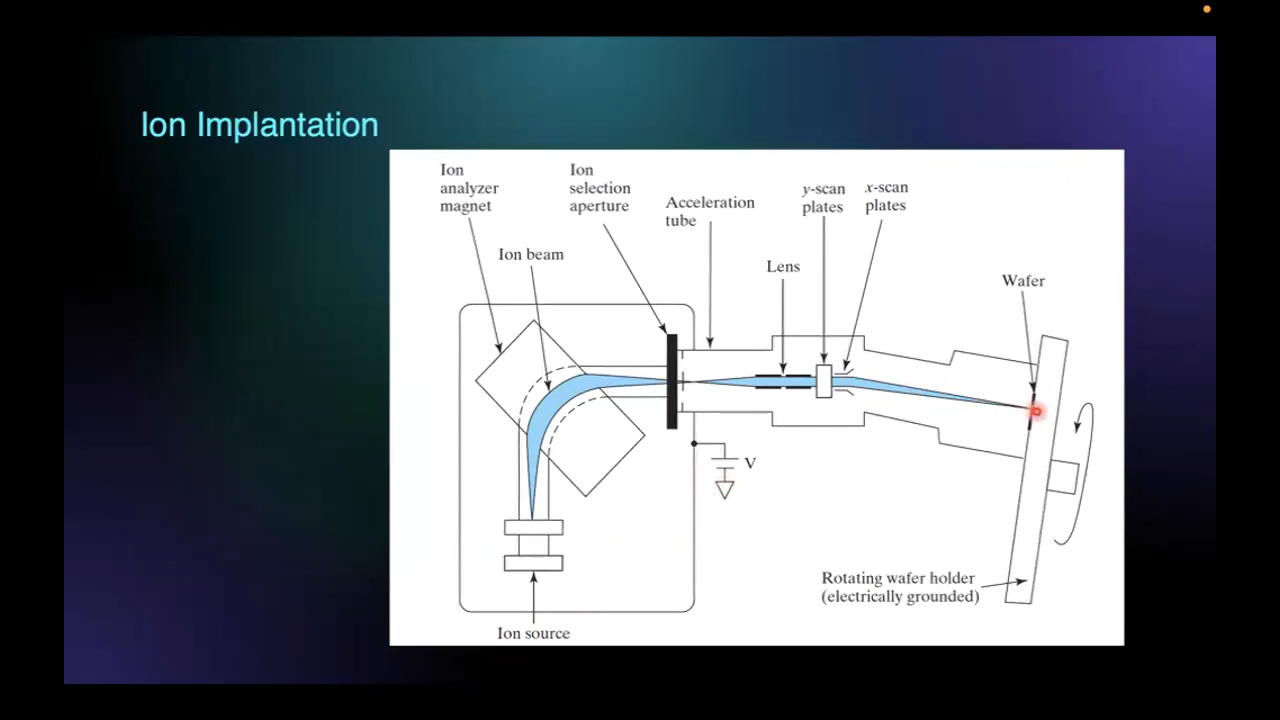 Ion Implantation
Ion
analyzer
magnet
Ion
selection
aperture
Acceleration
tube
y-scan
plates
x-scan
plates
Ion beam
Lens
Wafer
V
Rotating wafer holder
(electrically grounded)
Ion source